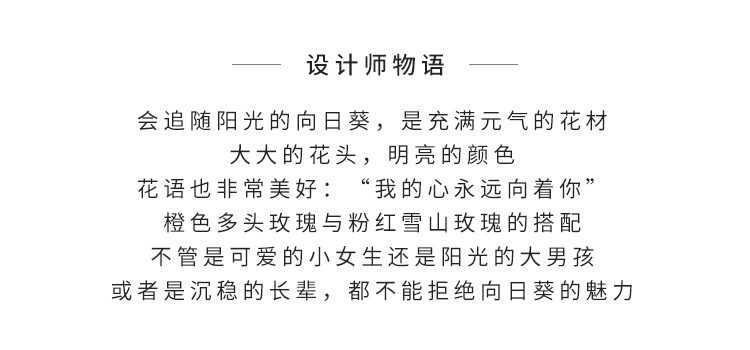 设计师物语
会追随阳光的向日葵，是充满元气的花材
大大的花头，明亮的颜色
花语也非常美好：“我的心永远向着你”
橙色多头玫瑰与粉红雪山玫瑰的搭配
不管是可爱的小女生还是阳光的大男孩
或者是沉稳的长辈，都不能拒绝向日葵的魅力